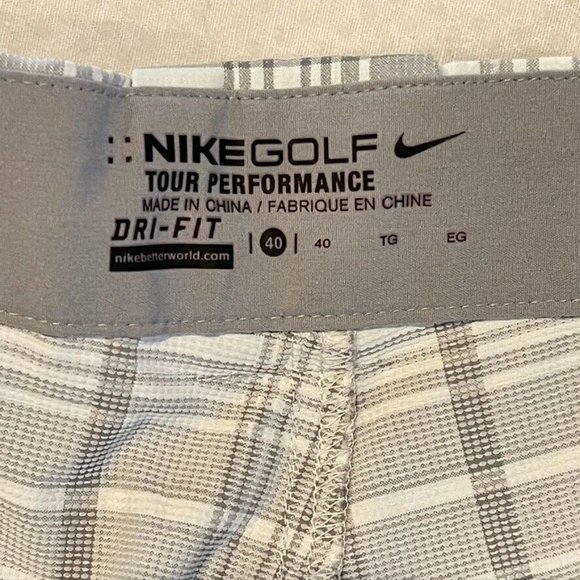 NIKEGOLF
TOUR PERFORMANCE
MADE IN CHINA / FABRIQUE EN CHINE
DRI-FIT | 40 | 40 TG EG
nikebetterworld.com